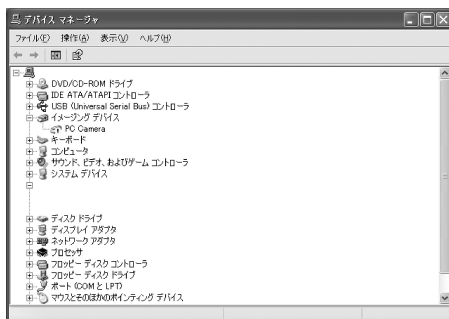 デバイス マネージャ
ファイル(F) 操作(A) 表示(V) ヘルプ(H)
DVD/CD-ROM ドライブ
IDE ATA/ATAPI コントローラ
USB (Universal Serial Bus) コントローラ
イメージング デバイス
PC Camera
キーボード
コンピュータ
サウンド、ビデオ、およびゲーム コントローラ
システム デバイス
ディスク ドライブ
ディスプレイ アダプタ
ネットワーク アダプタ
プロセッサ
フロッピー ディスク コントローラ
フロッピー ディスク ドライブ
ポート (COM と LPT)
マウスとそのほかのポインティング デバイス